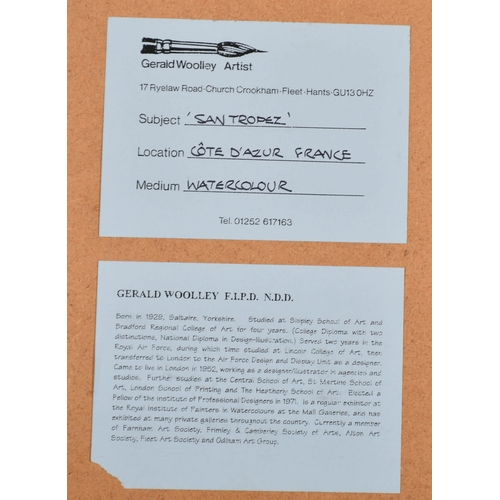 Gerald Woolley Artist
17 Ryelaw Road-Church Crookham-Fleet-Hants-GU13 0HZ
Subject 'SAN TROPEZ'
Location CÔTE D'AZUR FRANCE
Medium WATERCOLOUR
Tel. 01252 617163
GERALD WOOLLEY F.I.P.D. N.D.D.
Born in 1929, Saltaire, Yorkshire. Studied at Shipley School of Art and
Bradford Regional College of Art for four years. (College Diploma with two
distinctions, National Diploma in Design-Illustration.) Served two years in the
Royal Air Force, during which time studied at Lincoln College of Art, then
transferred to London to the Air Force Design and Display Unit as a designer.
Came to live in London in 1952, working as a designer/illustrator in agencies and
studios. Further studies at the Central School of Art, St Martins School of
Art, London School of Printing and The Heatherly School of Art. Elected a
Fellow of the Institute of Professional Designers in 1971. Is a regular exhibitor at
the Royal Institute of Painters in Watercolours at the Mall Galleries, and has
exhibited at many private galleries throughout the country. Currently a member
of Farnham Art Society, Frimley & Camberley Society of Arts, Alton Art
Society, Fleet Art Society and Odiham Art Group.